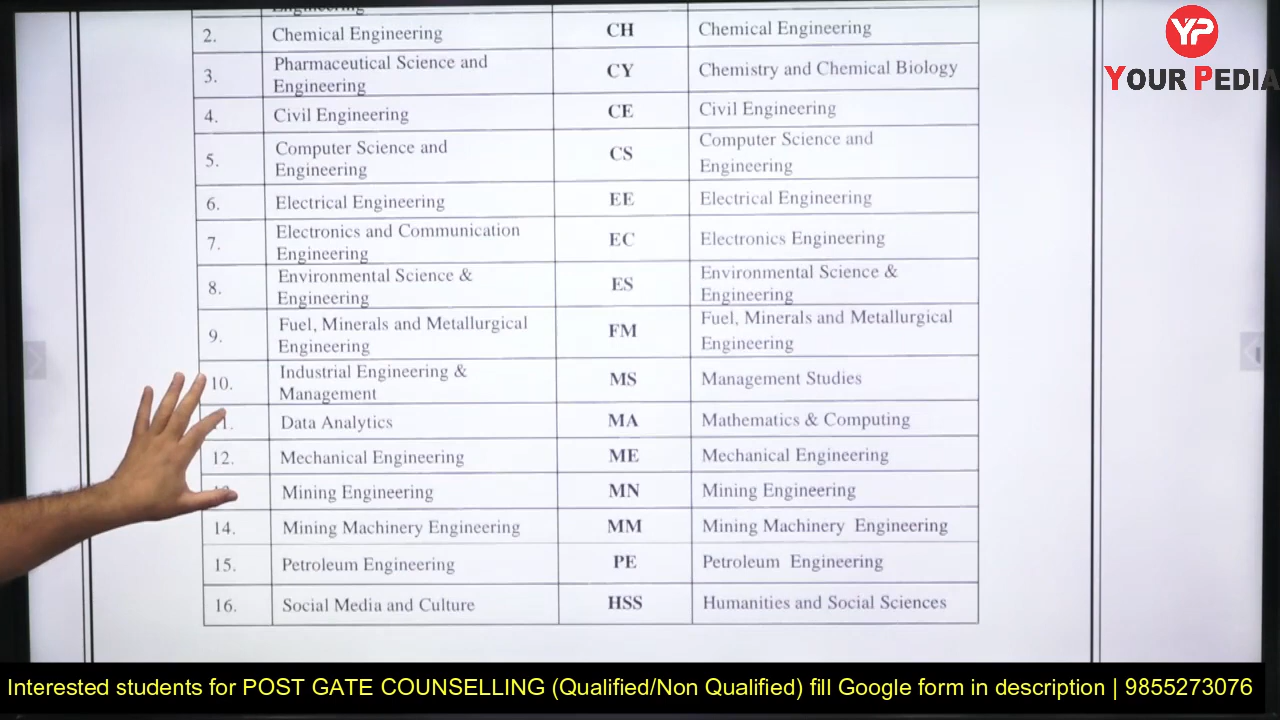 Engineering
2. Chemical Engineering CH Chemical Engineering
3. Pharmaceutical Science and Engineering CY Chemistry and Chemical Biology
4. Civil Engineering CE Civil Engineering
5. Computer Science and Engineering CS Computer Science and Engineering
6. Electrical Engineering EE Electrical Engineering
7. Electronics and Communication Engineering EC Electronics Engineering
8. Environmental Science & Engineering ES Environmental Science & Engineering
9. Fuel, Minerals and Metallurgical Engineering FM Fuel, Minerals and Metallurgical Engineering
10. Industrial Engineering & Management MS Management Studies
Data Analytics MA Mathematics & Computing
12. Mechanical Engineering ME Mechanical Engineering
Mining Engineering MN Mining Engineering
14. Mining Machinery Engineering MM Mining Machinery Engineering
15. Petroleum Engineering PE Petroleum Engineering
16. Social Media and Culture HSS Humanities and Social Sciences
YP
YOUR PEDIA
Interested students for POST GATE COUNSELLING (Qualified/Non Qualified) fill Google form in description | 9855273076